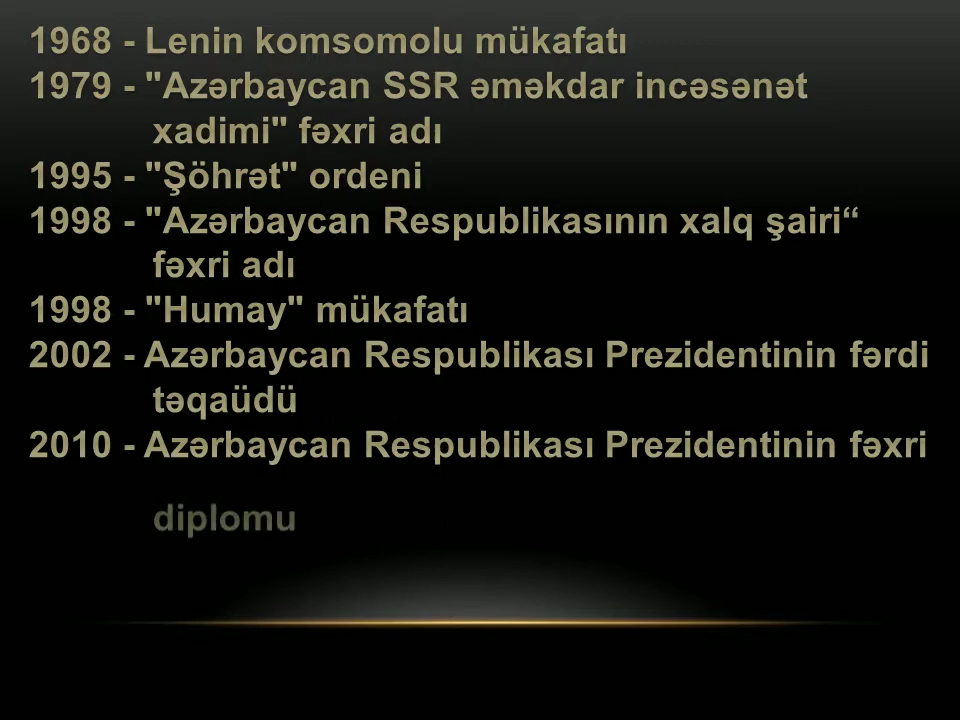 1968 - Lenin komsomolu mükafatı
1979 - "Azərbaycan SSR əməkdar incəsənət
xadimi" fəxri adı
1995 - "Şöhrət" ordeni
1998 - "Azərbaycan Respublikasının xalq şairi“
fəxri adı
1998 - "Humay" mükafatı
2002 - Azərbaycan Respublikası Prezidentinin fərdi
təqaüdü
2010 - Azərbaycan Respublikası Prezidentinin fəxri
diplomu